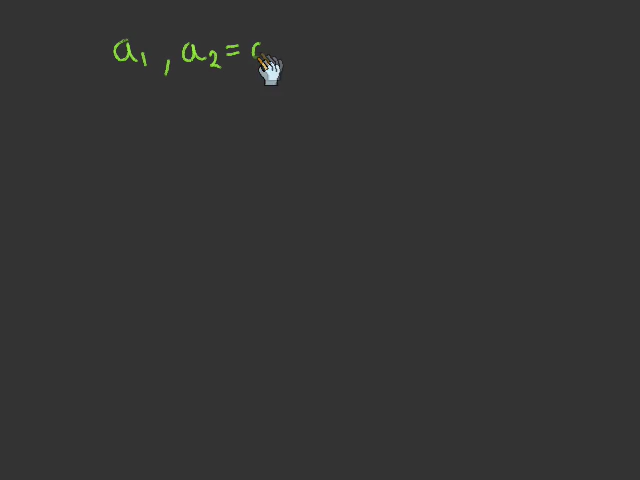 a₁ , a₂ =